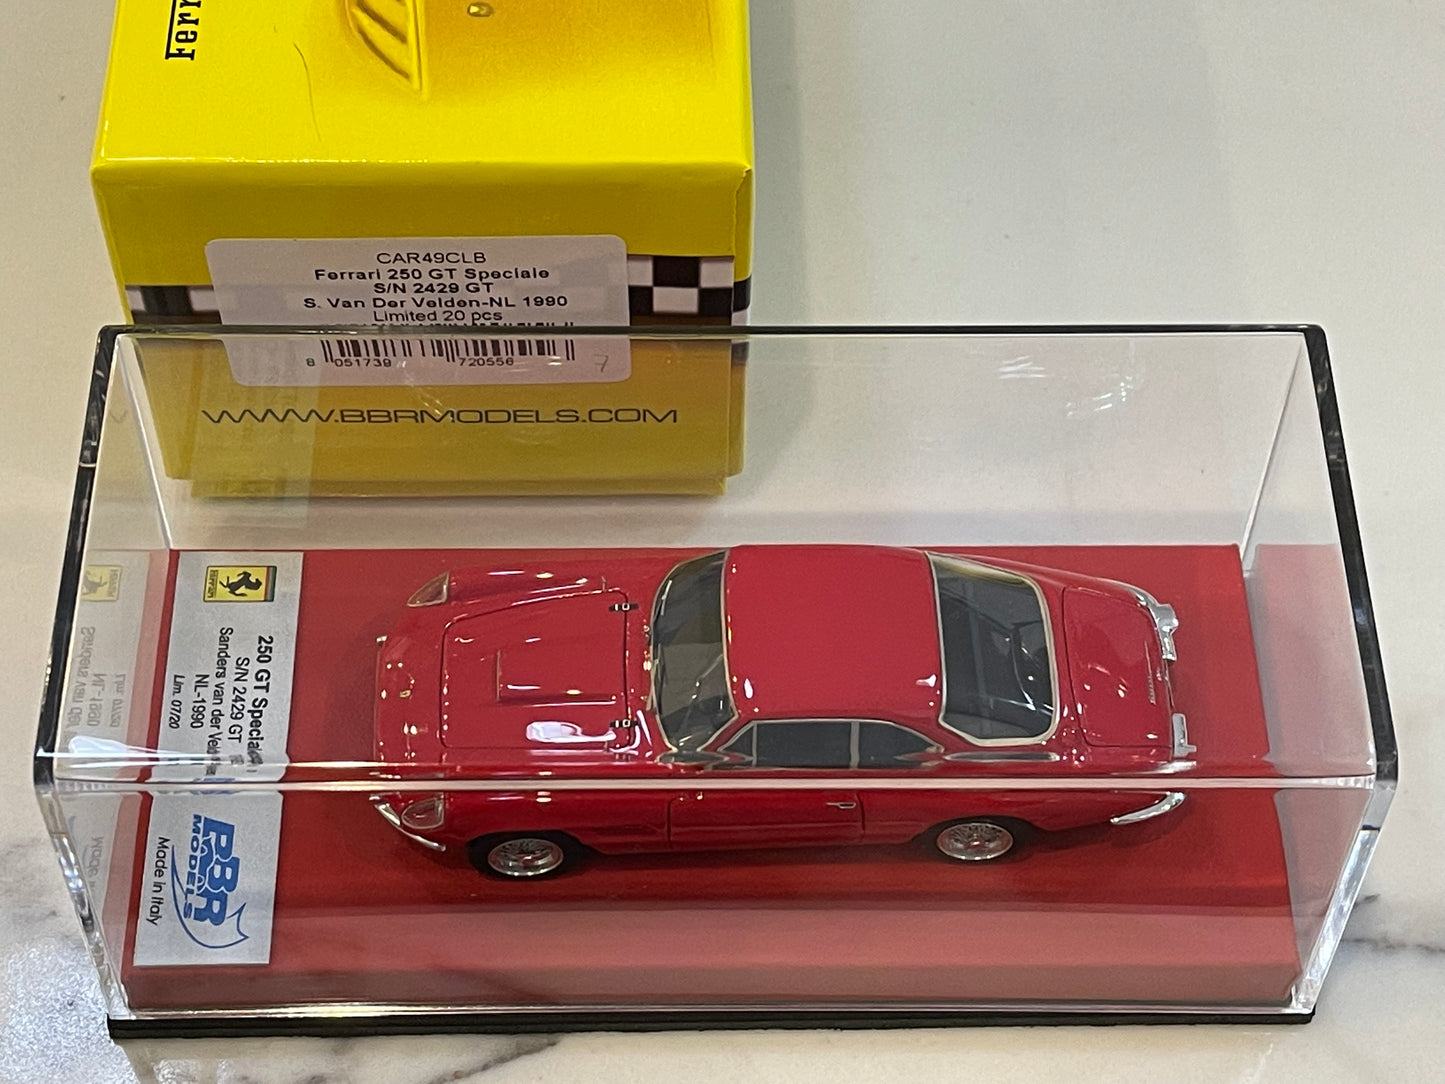 Ferr
CAR49CLB
Ferrari 250 GT Speciale
S/N 2429 GT
S. Van Der Velden-NL 1990
Limited 20 pcs
8 051739 720556 7
WWW.BBRMODELS.COM
Ferrari
250 GT Speciale
S/N 2429 GT
Sanders van der
NL-1990
Lim. 07/20
BBR
MODELS
Made in Italy